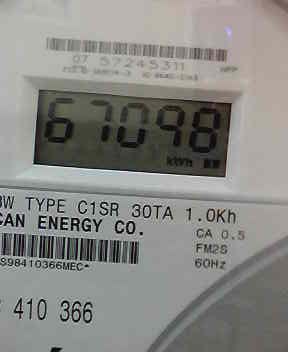 07 57245311
67098
kWh
3W TYPE C1SR 30TA 1.0Kh
CAN ENERGY CO.
CA 0.5
FM2S
60Hz
S98410366MEC*
410 366